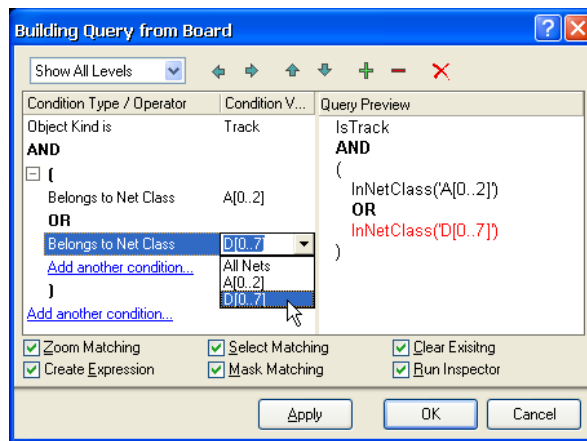 Building Query from Board
Show All Levels
Condition Type / Operator Condition V... Query Preview
Object Kind is Track
AND
(
Belongs to Net Class A[0..2]
OR
Belongs to Net Class D[0..7]
Add another condition...
)
Add another condition...
All Nets
A[0..2]
D[0..7]
IsTrack
AND
(
InNetClass('A[0..2]')
OR
InNetClass('D[0..7]')
)
Zoom Matching Select Matching Clear Exisitng
Create Expression Mask Matching Run Inspector
Apply OK Cancel